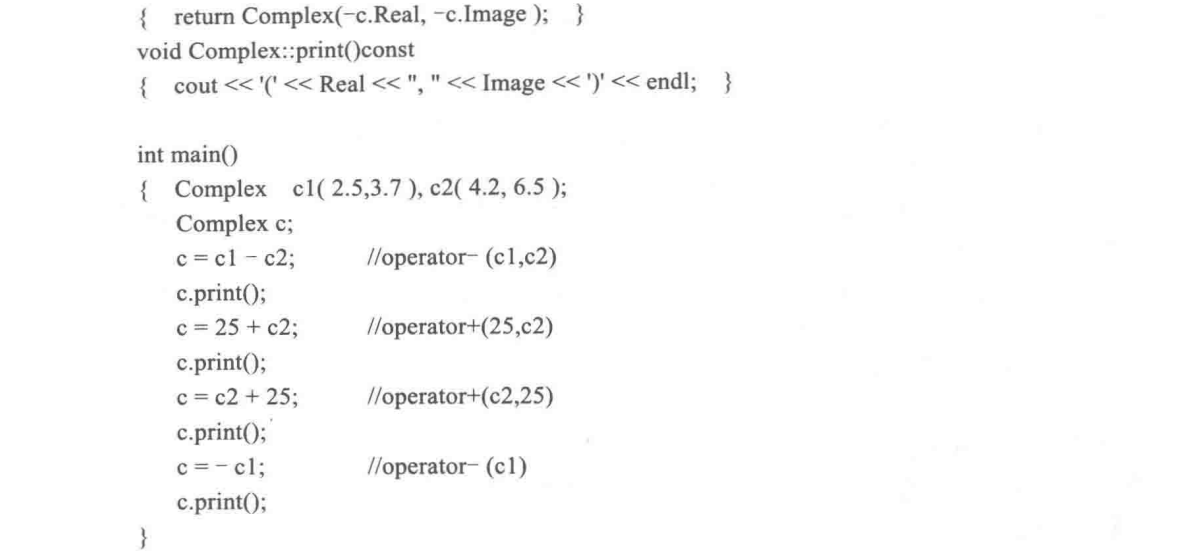 { return Complex(-c.Real, -c.Image ); }
void Complex::print()const
{ cout << '(' << Real << ", " << Image << ')' << endl; }
int main()
{ Complex c1( 2.5,3.7 ), c2( 4.2, 6.5 );
Complex c;
c = c1 - c2; //operator- (c1,c2)
c.print();
c = 25 + c2; //operator+(25,c2)
c.print();
c = c2 + 25; //operator+(c2,25)
c.print();
c = - c1; //operator- (c1)
c.print();
}